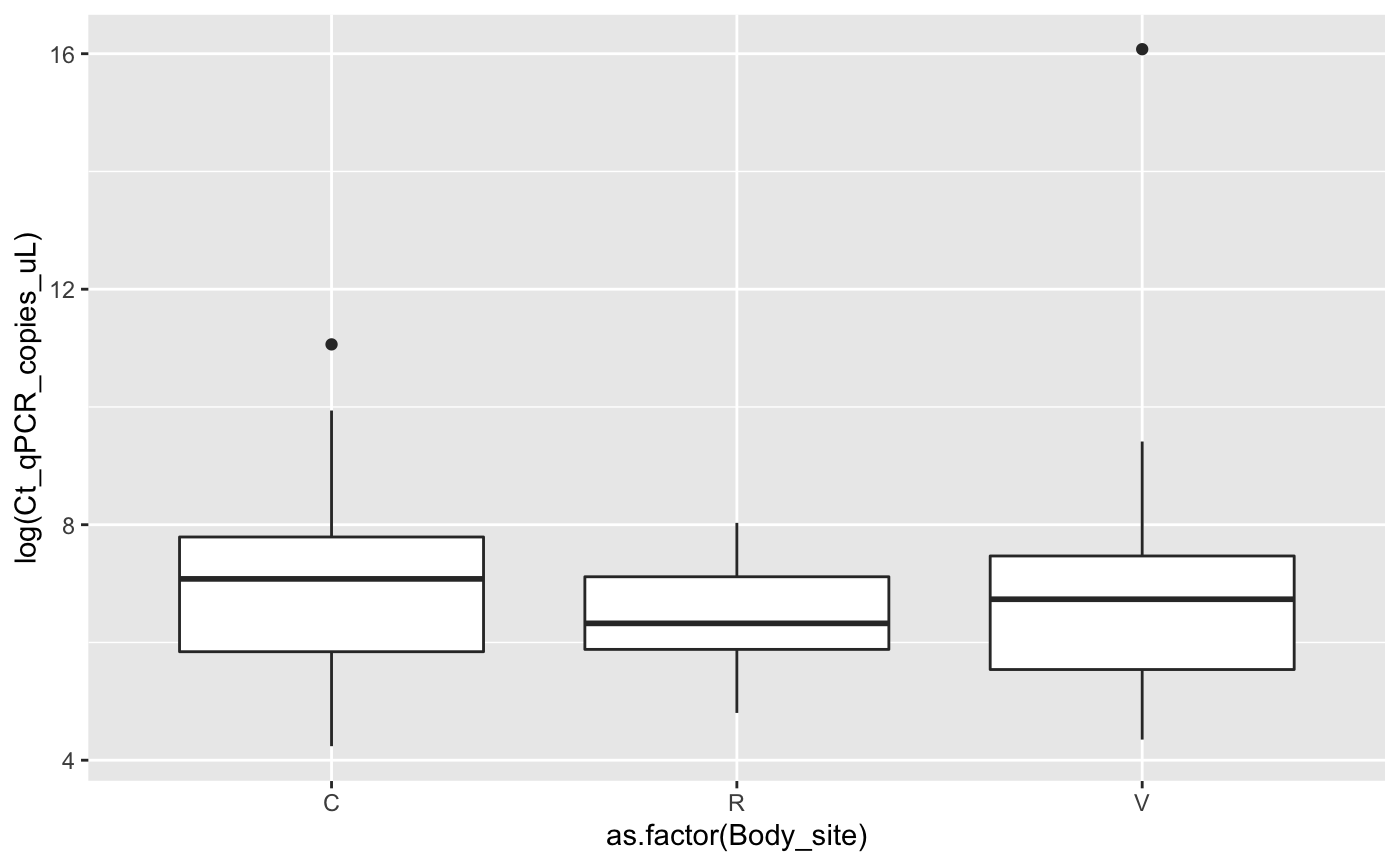 log(Ct_qPCR_copies_uL)
16
12
8
4
C R V
as.factor(Body_site)